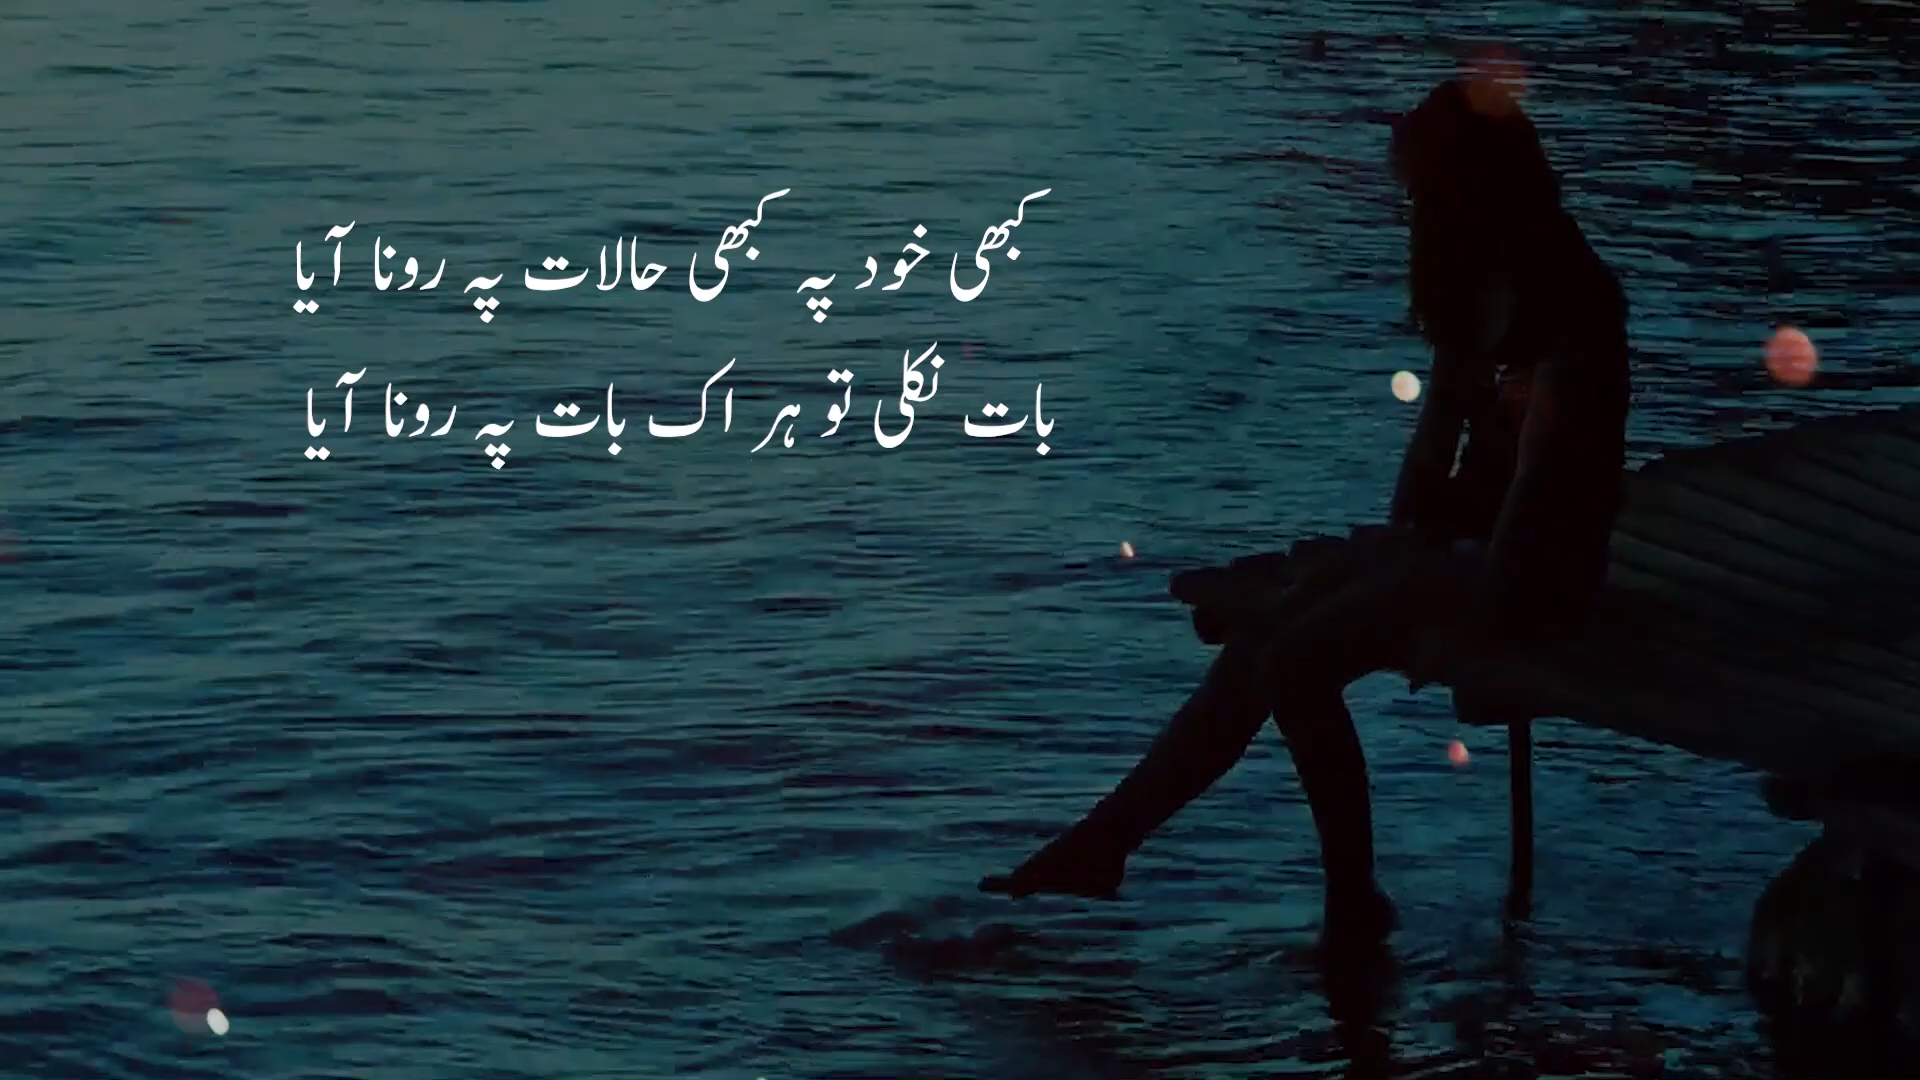 کبھی خود پہ کبھی حالات پہ رونا آیا
بات نکلی تو ہر اک بات پہ رونا آیا